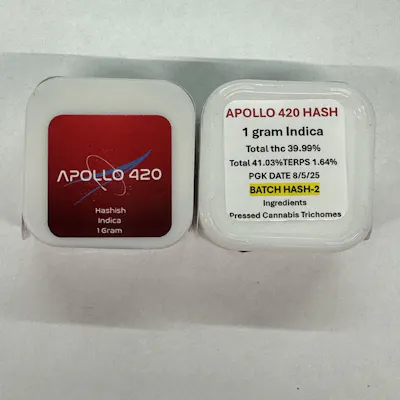 APOLLO 420
Hashish
Indica
1 Gram
APOLLO 420 HASH
1 gram Indica
Total thc 39.99%
Total 41.03%TERPS 1.64%
PGK DATE 8/5/25
BATCH HASH-2
Ingredients
Pressed Cannabis Trichomes